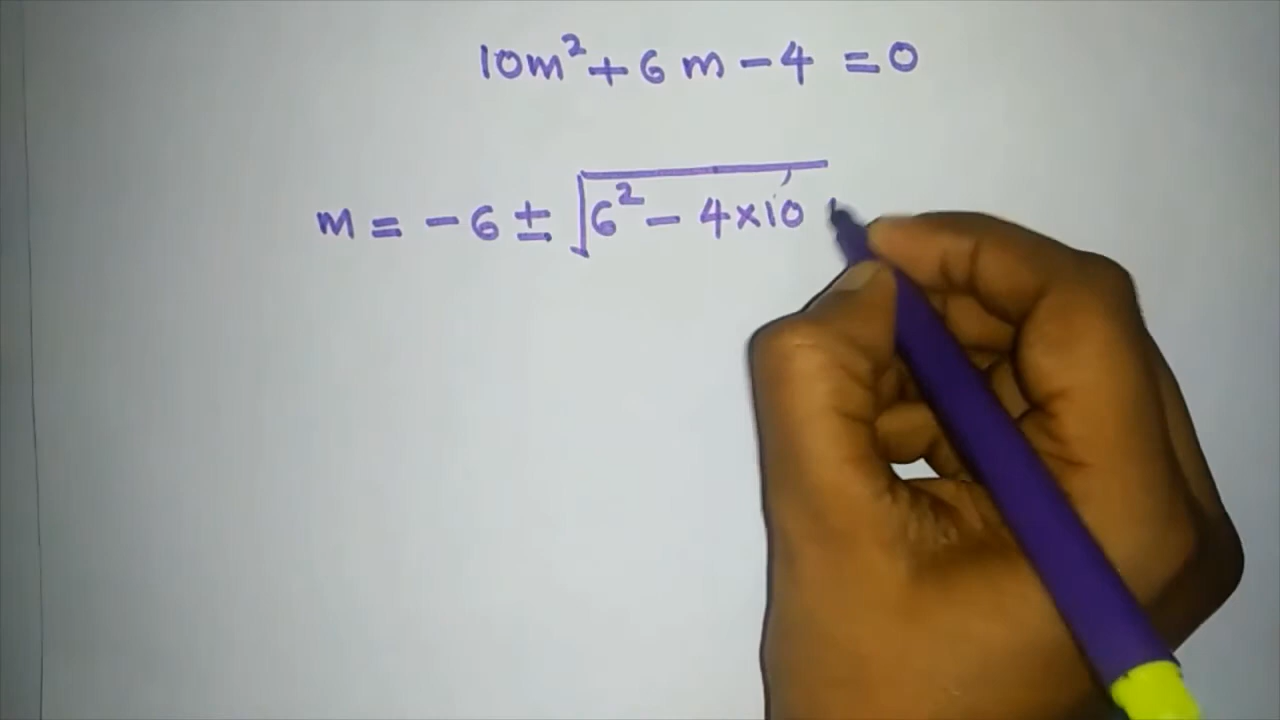 10m² + 6m - 4 = 0
m = -6 ± √6² - 4×10